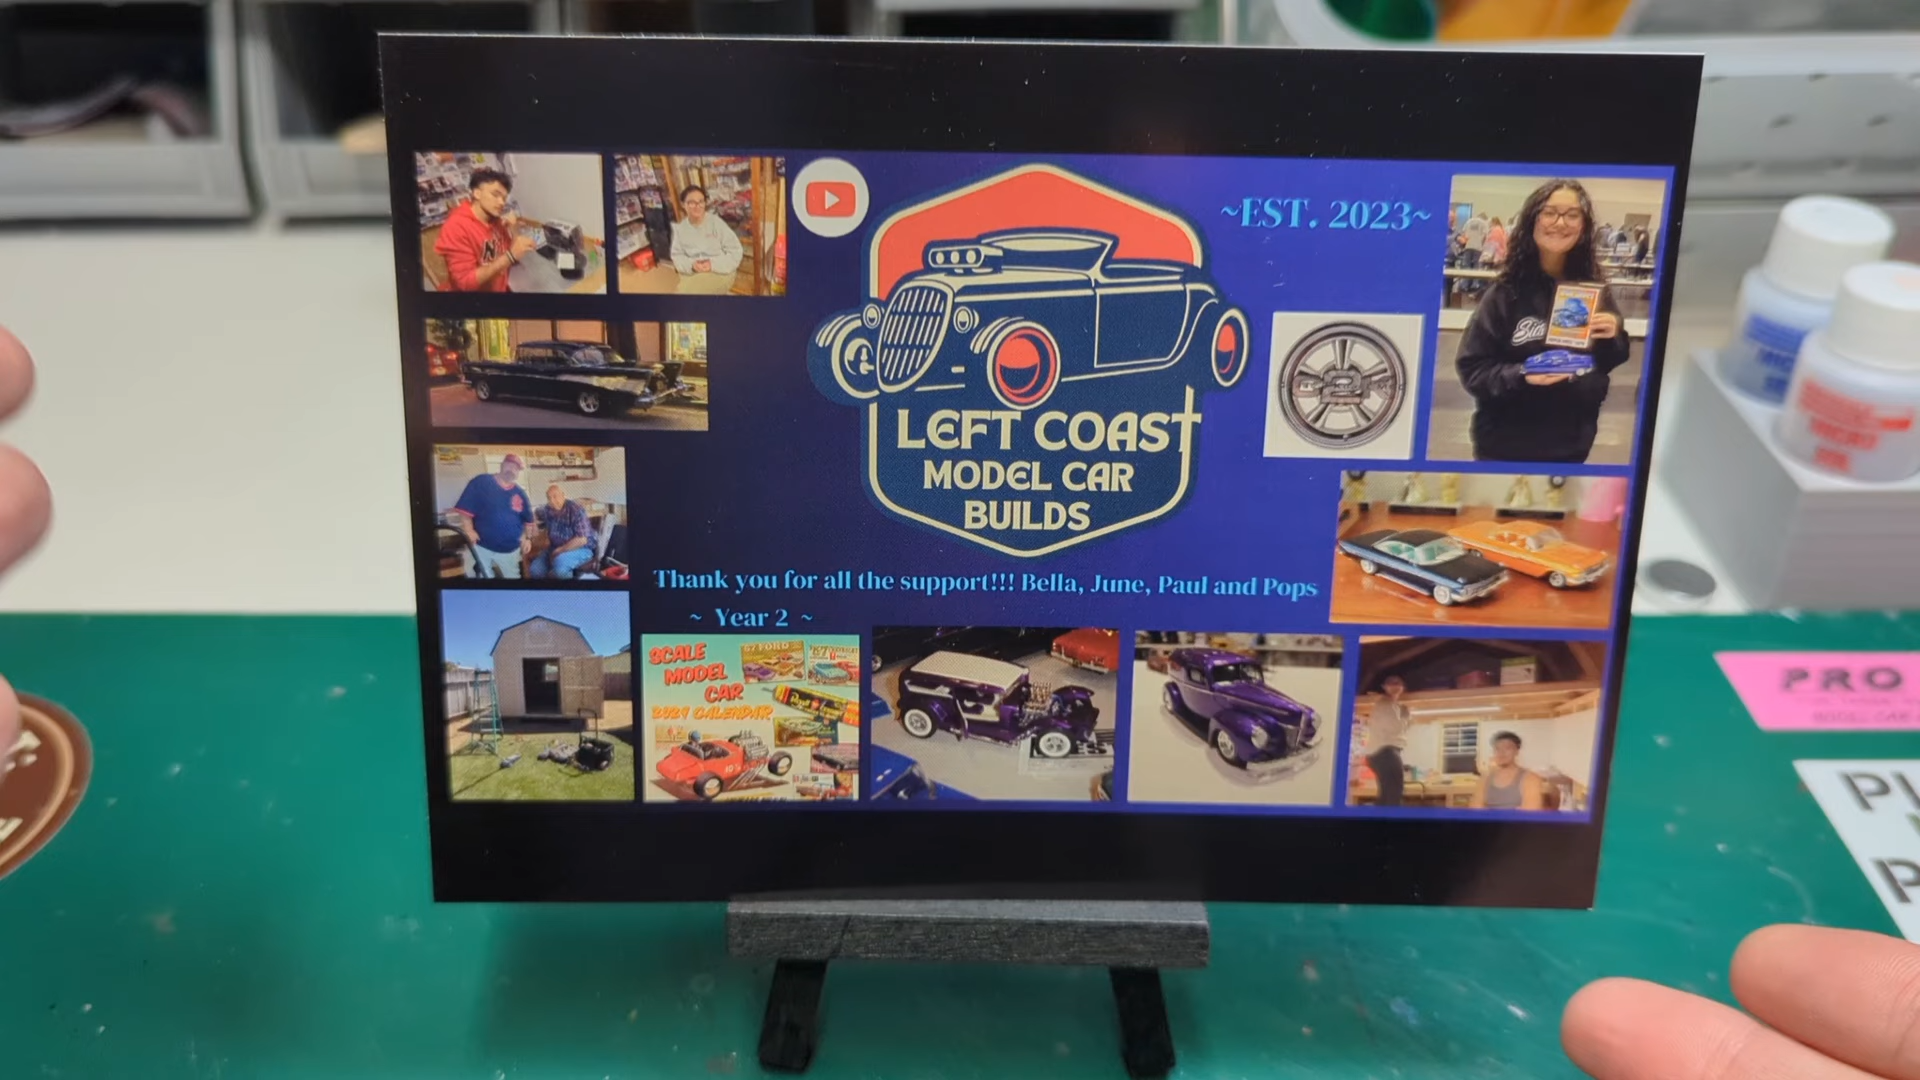 ~EST. 2023~
LEFT COAST
MODEL CAR
BUILDS
Thank you for all the support!!! Bella, June, Paul and Pops
~ Year 2 ~
SCALE
MODEL
CAR
CALENDAR
PRO